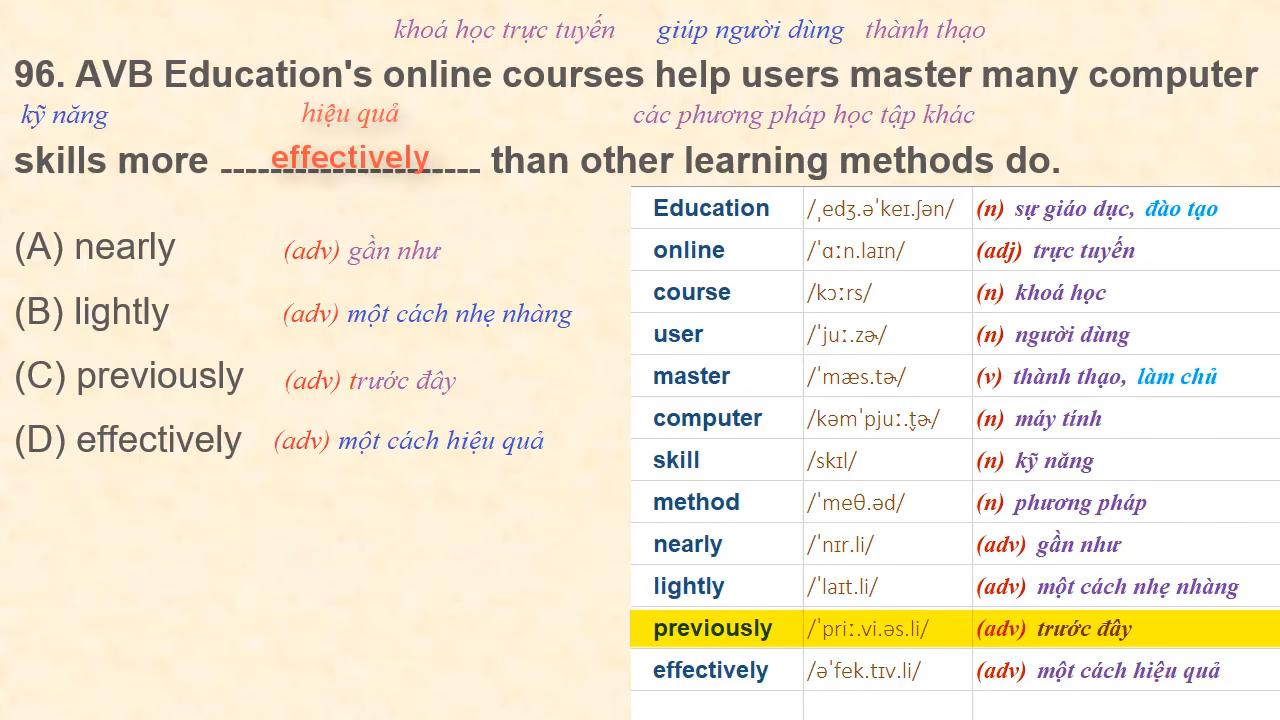 khoá học trực tuyến giúp người dùng thành thạo
96. AVB Education's online courses help users master many computer
kỹ năng hiệu quả các phương pháp học tập khác
skills more effectively than other learning methods do.
(A) nearly (adv) gần như
(B) lightly (adv) một cách nhẹ nhàng
(C) previously (adv) trước đây
(D) effectively (adv) một cách hiệu quả
Education /ˌedʒ.əˈkeɪ.ʃən/ (n) sự giáo dục, đào tạo
online /ˈɑːn.laɪn/ (adj) trực tuyến
course /kɔːrs/ (n) khoá học
user /ˈjuː.zɚ/ (n) người dùng
master /ˈmæs.tɚ/ (v) thành thạo, làm chủ
computer /kəmˈpjuː.t̬ɚ/ (n) máy tính
skill /skɪl/ (n) kỹ năng
method /ˈmeθ.əd/ (n) phương pháp
nearly /ˈnɪr.li/ (adv) gần như
lightly /ˈlaɪt.li/ (adv) một cách nhẹ nhàng
previously /ˈpriː.vi.əs.li/ (adv) trước đây
effectively /əˈfek.tɪv.li/ (adv) một cách hiệu quả